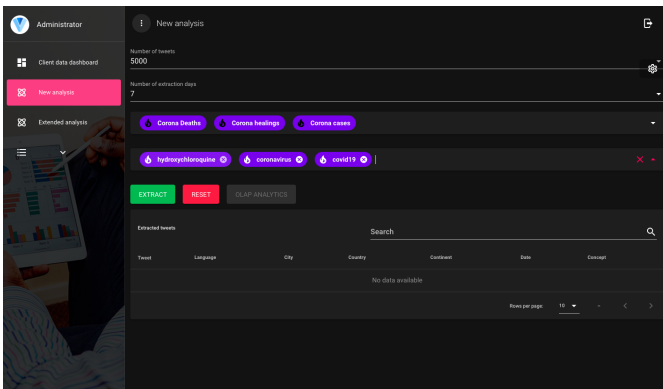 Administrator
New analysis
Client data dashboard
New analysis
Extended analysis
Number of tweets
5000
Number of extraction days
7
Corona Deaths Corona healings Corona cases
hydroxychloroquine coronavirus covid19
EXTRACT RESET OLAP ANALYTICS
Extracted tweets
Search
Tweet Language City Country Continent Date Concept
No data available
Rows per page: 10